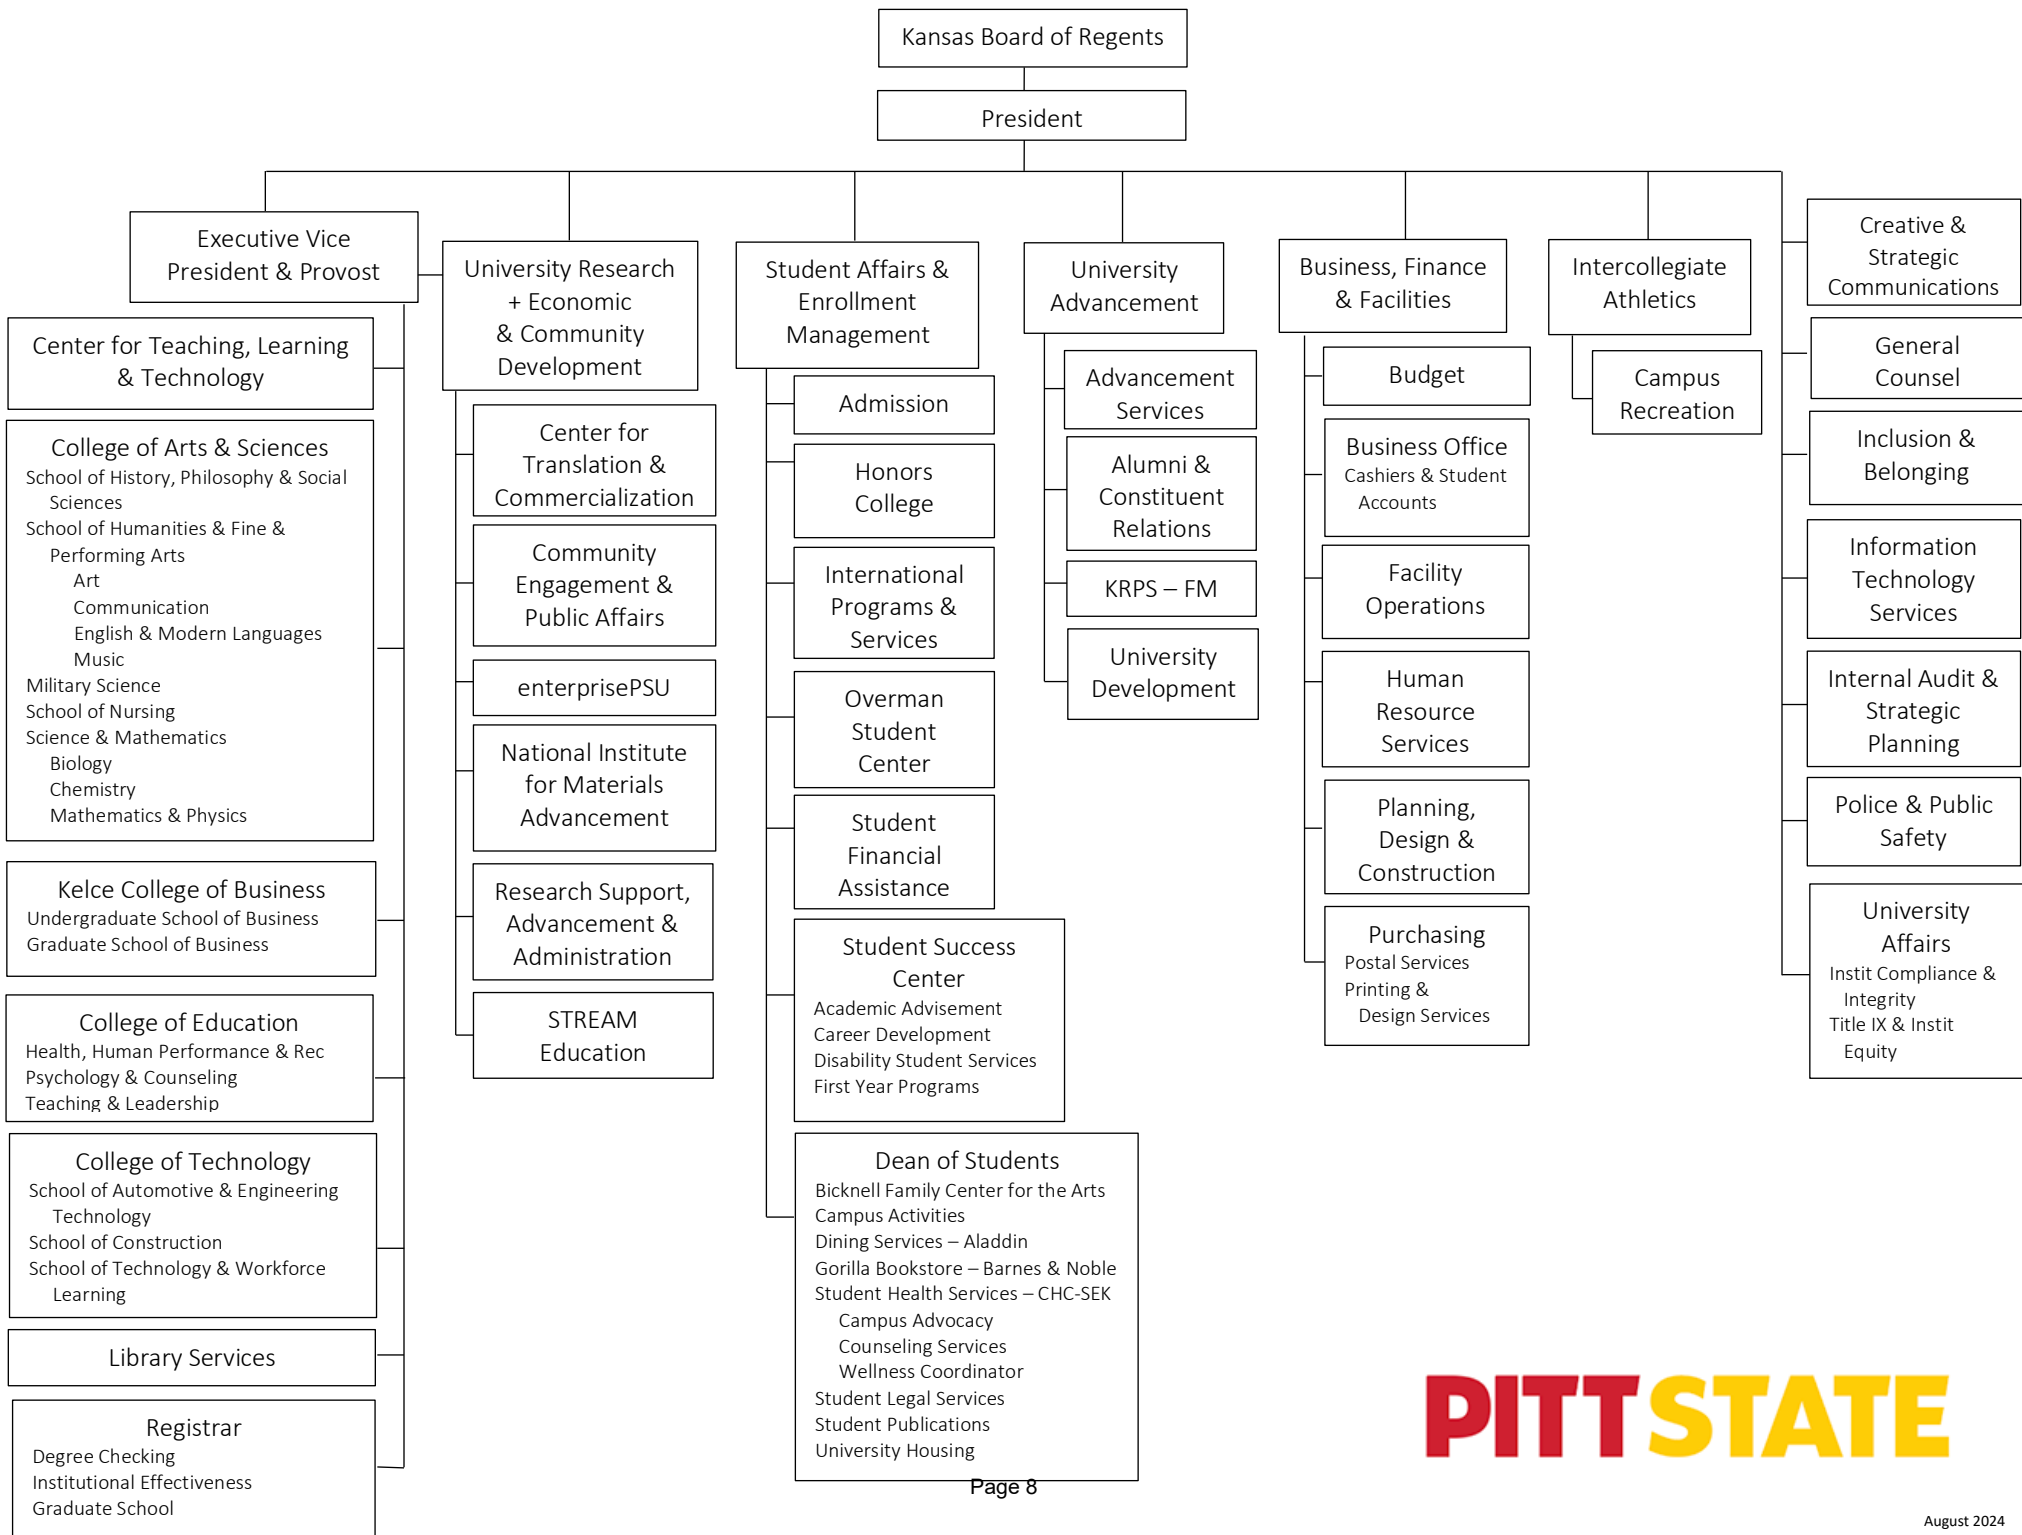 Kansas Board of Regents
President
Executive Vice
President & Provost
Center for Teaching, Learning
& Technology
College of Arts & Sciences
School of History, Philosophy & Social
Sciences
School of Humanities & Fine &
Performing Arts
Art
Communication
English & Modern Languages
Music
Military Science
School of Nursing
Science & Mathematics
Biology
Chemistry
Mathematics & Physics
Kelce College of Business
Undergraduate School of Business
Graduate School of Business
College of Education
Health, Human Performance & Rec
Psychology & Counseling
Teaching & Leadership
College of Technology
School of Automotive & Engineering
Technology
School of Construction
School of Technology & Workforce
Learning
Library Services
Registrar
Degree Checking
Institutional Effectiveness
Graduate School
University Research
+ Economic
& Community
Development
Center for
Translation &
Commercialization
Community
Engagement &
Public Affairs
enterprisePSU
National Institute
for Materials
Advancement
Research Support,
Advancement &
Administration
STREAM
Education
Student Affairs &
Enrollment
Management
Admission
Honors
College
International
Programs &
Services
Overman
Student
Center
Student
Financial
Assistance
Student Success
Center
Academic Advisement
Career Development
Disability Student Services
First Year Programs
Dean of Students
Bicknell Family Center for the Arts
Campus Activities
Dining Services – Aladdin
Gorilla Bookstore – Barnes & Noble
Student Health Services – CHC-SEK
Campus Advocacy
Counseling Services
Wellness Coordinator
Student Legal Services
Student Publications
University Housing
University
Advancement
Advancement
Services
Alumni &
Constituent
Relations
KRPS – FM
University
Development
Business, Finance
& Facilities
Budget
Business Office
Cashiers & Student
Accounts
Facility
Operations
Human
Resource
Services
Planning,
Design &
Construction
Purchasing
Postal Services
Printing &
Design Services
Intercollegiate
Athletics
Campus
Recreation
Creative &
Strategic
Communications
General
Counsel
Inclusion &
Belonging
Information
Technology
Services
Internal Audit &
Strategic
Planning
Police & Public
Safety
University
Affairs
Instit Compliance &
Integrity
Title IX & Instit
Equity
PITT STATE
Page 8
August 2024